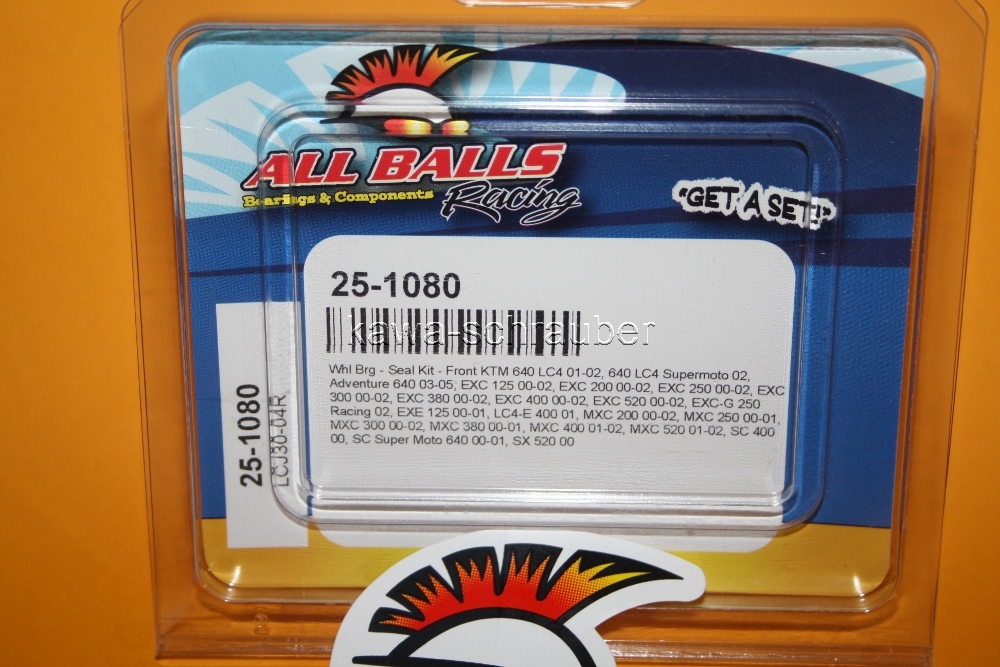 ALL BALLS
Bearings & Components
Racing
"GET A SET!"
25-1080
kawa-schrauber
Whl Brg - Seal Kit - Front KTM 640 LC4 01-02, 640 LC4 Supermoto 02,
Adventure 640 03-05, EXC 125 00-02, EXC 200 00-02, EXC 250 00-02, EXC
300 00-02, EXC 380 00-02, EXC 400 00-02, EXC 520 00-02, EXC-G 250
Racing 02, EXE 125 00-01, LC4-E 400 01, MXC 200 00-02, MXC 250 00-01,
MXC 300 00-02, MXC 380 00-01, MXC 400 01-02, MXC 520 01-02, SC 400
00, SC Super Moto 640 00-01, SX 520 00
25-1080
LCJ30-04R